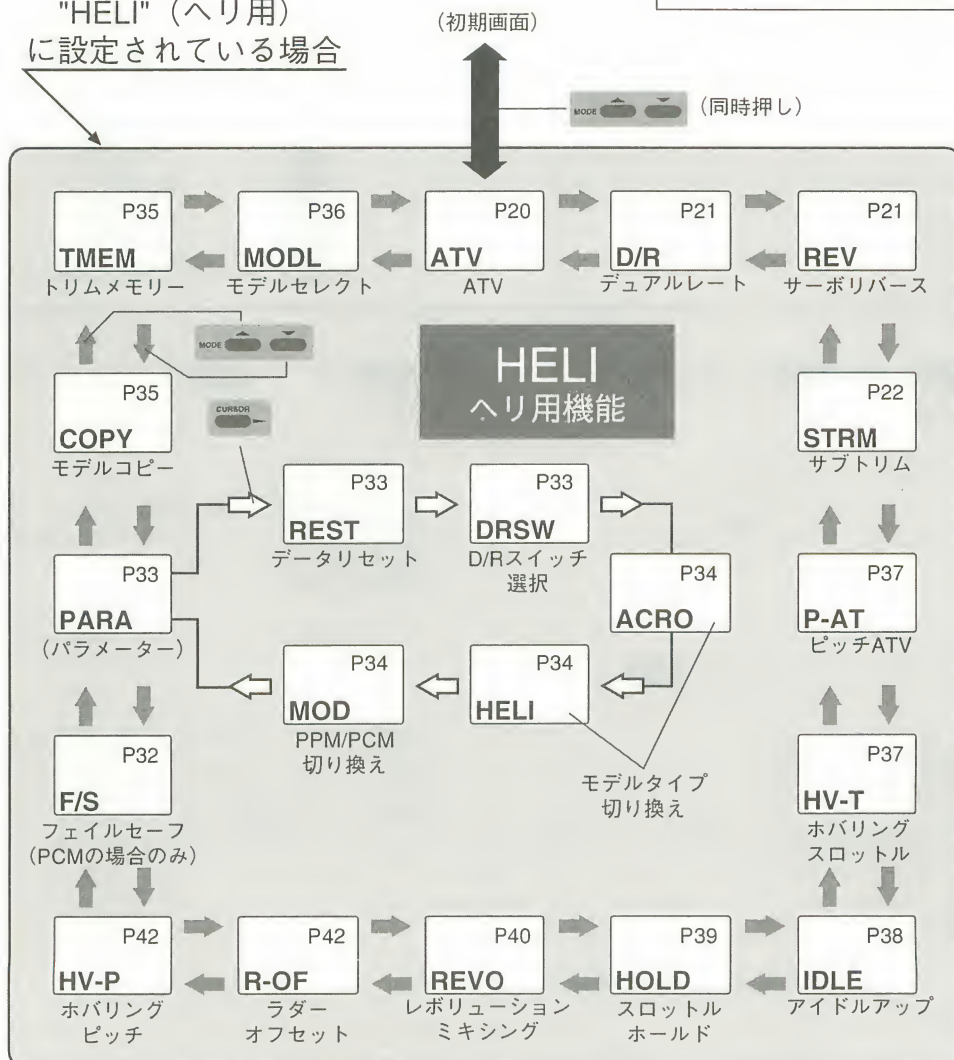 "HELI"（ヘリ用）
に設定されている場合
（初期画面）
MODE
（同時押し）
P35
TMEM
トリムメモリー
P36
MODL
モデルセレクト
P20
ATV
ATV
P21
D/R
デュアルレート
P21
REV
サーボリバース
MODE
HELI
ヘリ用機能
P35
COPY
モデルコピー
CURSOR
P22
STRM
サブトリム
P33
REST
データリセット
P33
DRSW
D/Rスイッチ
選択
P33
PARA
（パラメーター）
P34
ACRO
P37
P-AT
ピッチATV
P34
MOD
PPM/PCM
切り換え
P34
HELI
モデルタイプ
切り換え
P32
F/S
フェイルセーフ
（PCMの場合のみ）
P37
HV-T
ホバリング
スロットル
P42
HV-P
ホバリング
ピッチ
P42
R-OF
ラダー
オフセット
P40
REVO
レボリューション
ミキシング
P39
HOLD
スロットル
ホールド
P38
IDLE
アイドルアップ